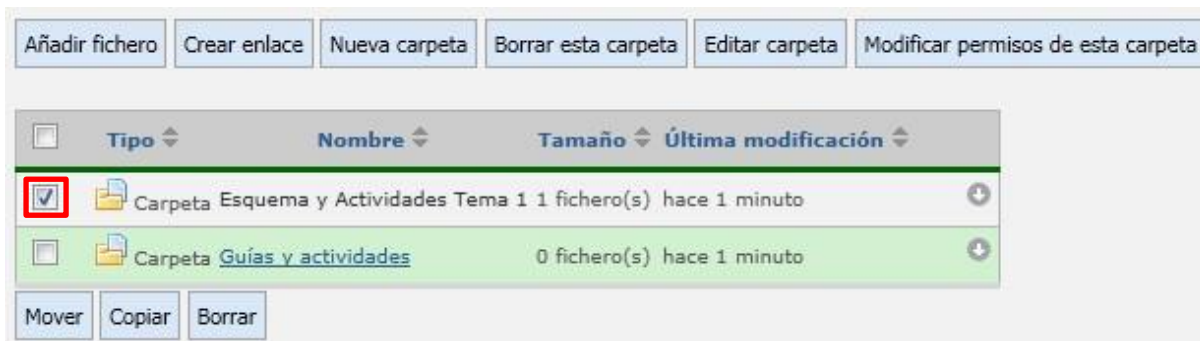 Añadir fichero Crear enlace Nueva carpeta Borrar esta carpeta Editar carpeta Modificar permisos de esta carpeta
Tipo Nombre Tamaño Última modificación
Carpeta Esquema y Actividades Tema 1 1 fichero(s) hace 1 minuto
Carpeta Guías y actividades 0 fichero(s) hace 1 minuto
Mover Copiar Borrar